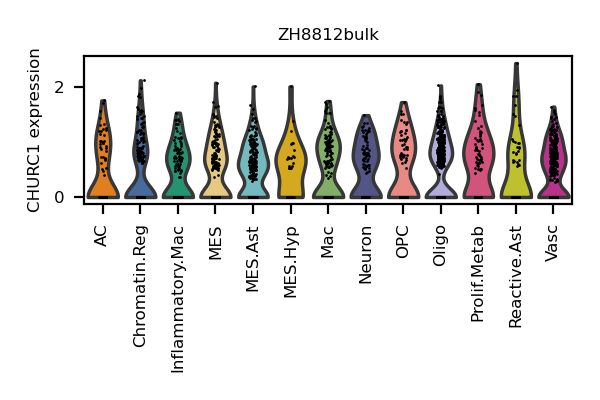 ZH8812bulk
CHURC1 expression
2
0
AC
Chromatin.Reg
Inflammatory.Mac
MES
MES.Ast
MES.Hyp
Mac
Neuron
OPC
Oligo
Prolif.Metab
Reactive.Ast
Vasc